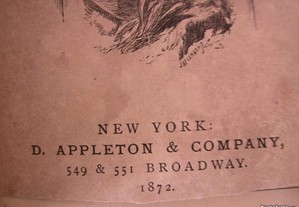 NEW YORK:
D. APPLETON & COMPANY,
549 & 551 BROADWAY.
1872.